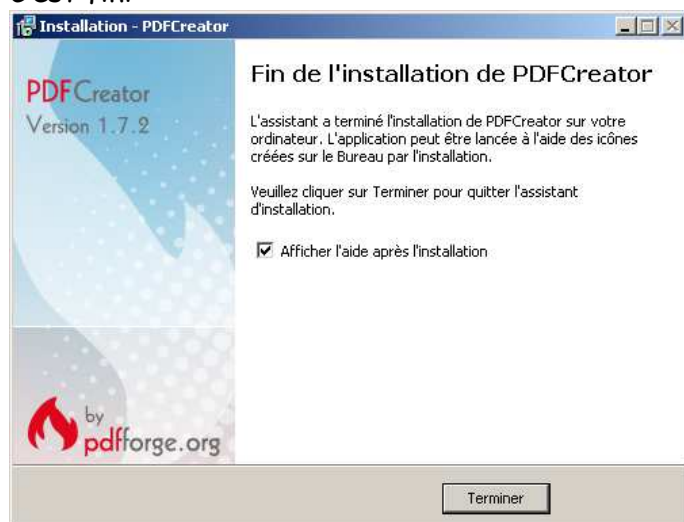 Installation - PDFCreator
PDFCreator
Version 1.7.2
Fin de l'installation de PDFCreator
L'assistant a terminé l'installation de PDFCreator sur votre
ordinateur. L'application peut être lancée à l'aide des icônes
créées sur le Bureau par l'installation.
Veuillez cliquer sur Terminer pour quitter l'assistant
d'installation.
Afficher l'aide après l'installation
by
pdfforge.org
Terminer